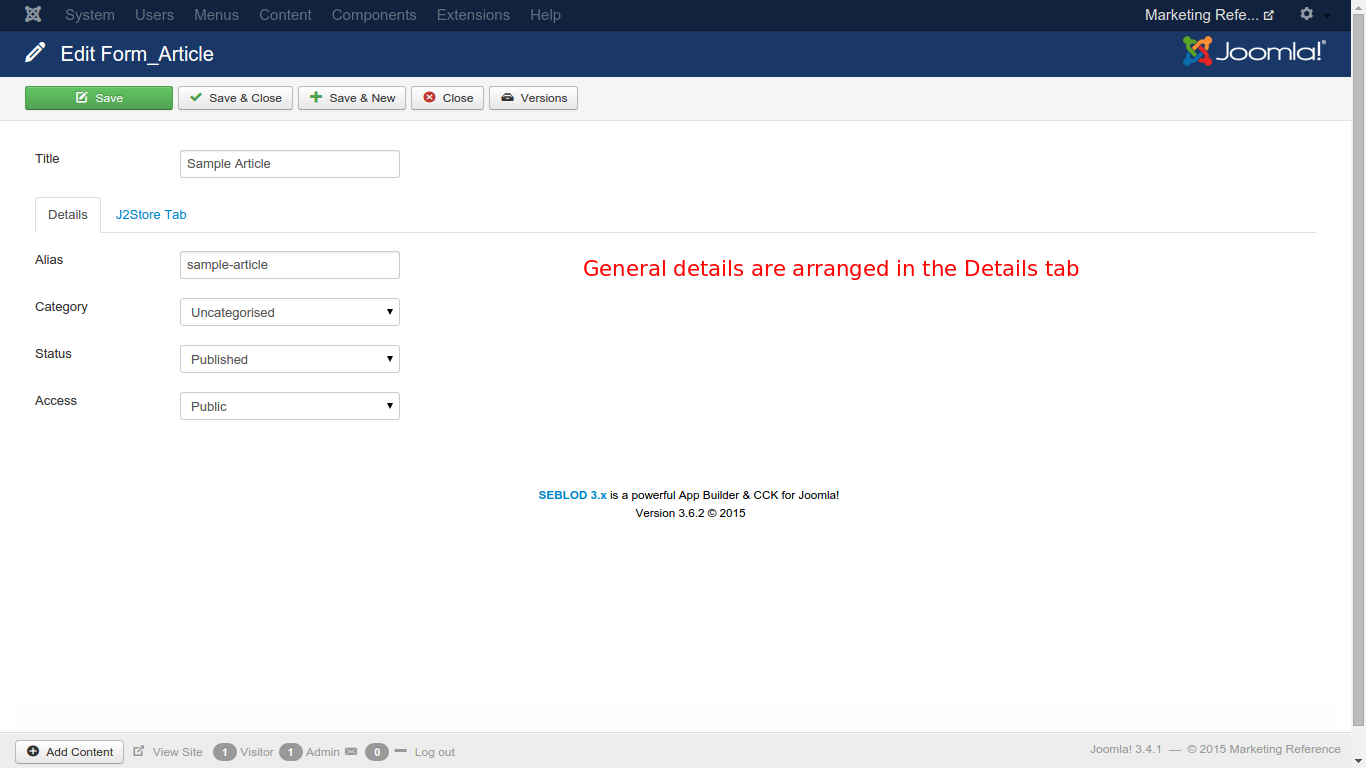 System Users Menus Content Components Extensions Help Marketing Refe...
Edit Form_Article Joomla!®
Save Save & Close Save & New Close Versions
Title Sample Article
Details J2Store Tab
Alias sample-article
General details are arranged in the Details tab
Category Uncategorised
Status Published
Access Public
SEBLOD 3.x is a powerful App Builder & CCK for Joomla!
Version 3.6.2 © 2015
Add Content View Site 1 Visitor 1 Admin 0 Log out Joomla! 3.4.1 — © 2015 Marketing Reference